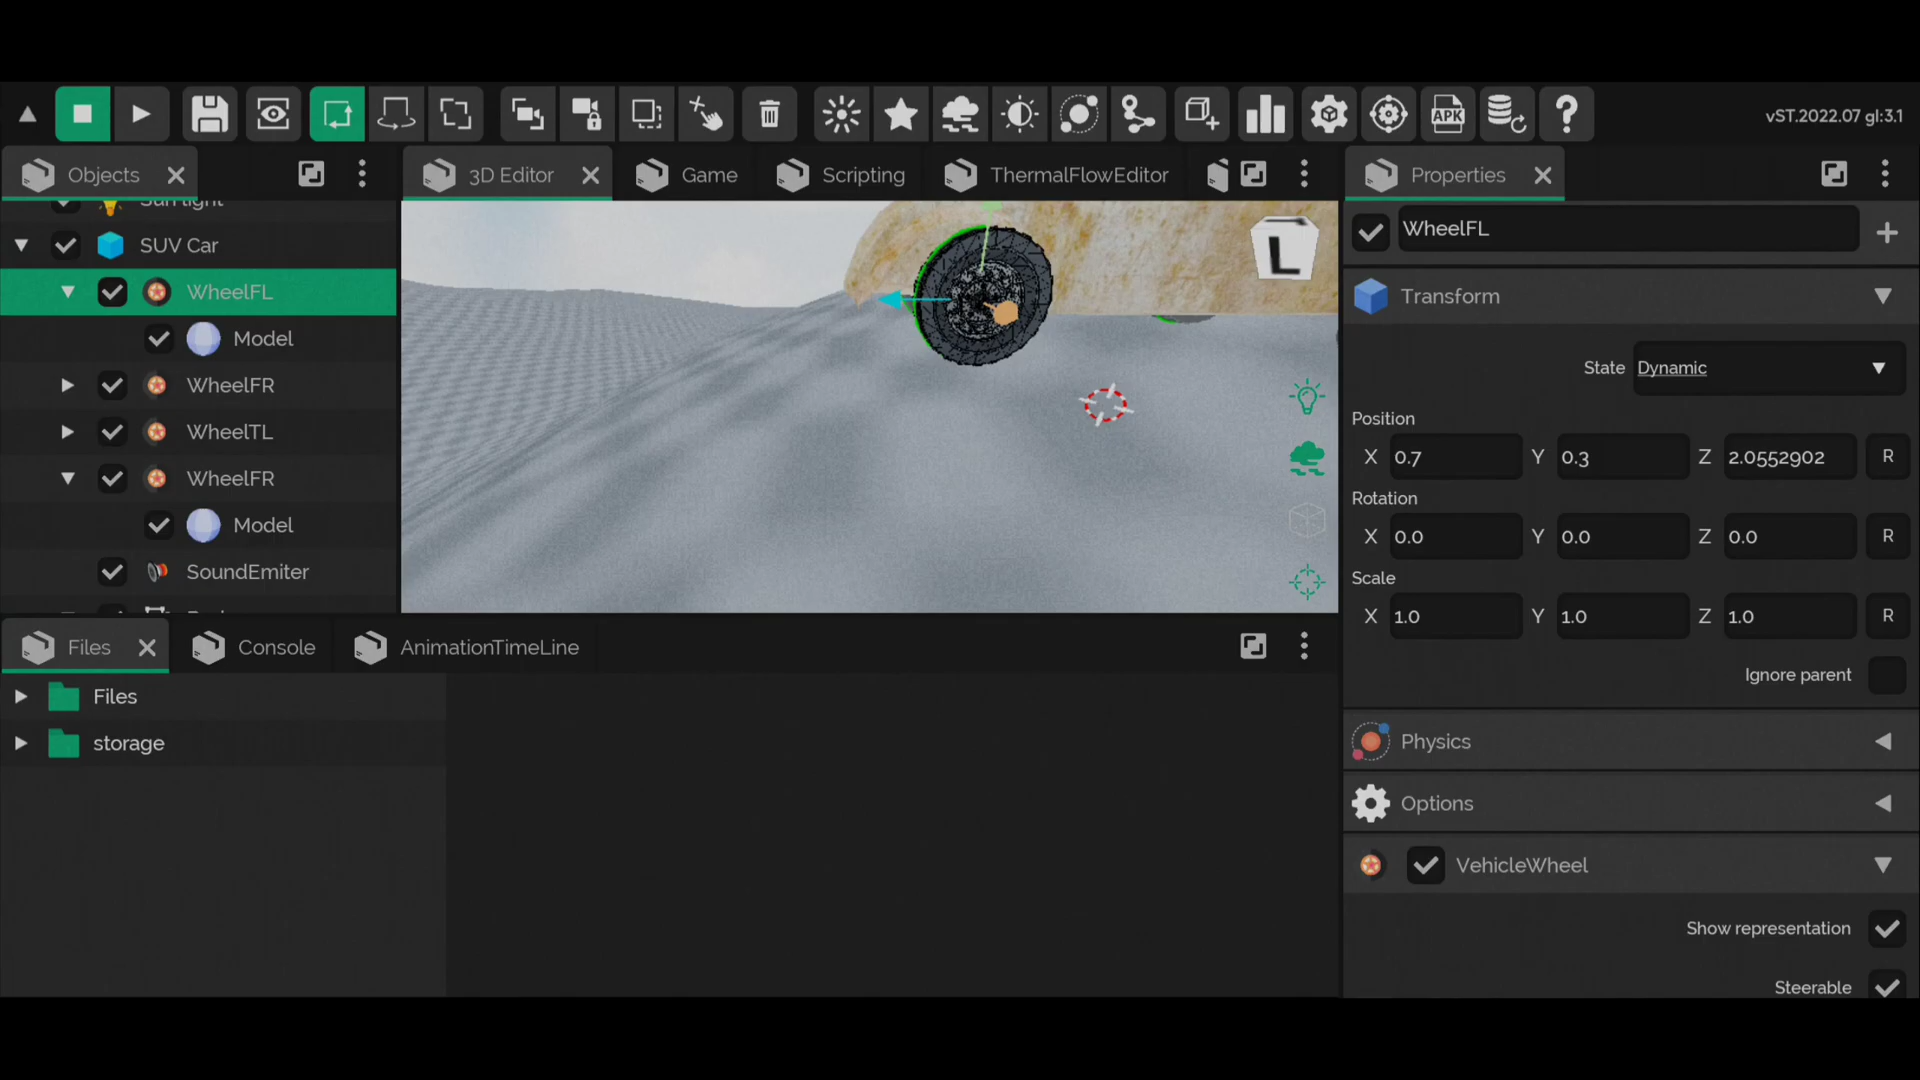 APK
vST.2022.07 gl:3.1
Objects
3D Editor
Game
Scripting
ThermalFlowEditor
Properties
Sun light
SUV Car
WheelFL
Model
WheelFR
WheelTL
WheelFR
Model
SoundEmiter
L
WheelFL
Transform
State Dynamic
Position
X 0.7 Y 0.3 Z 2.0552902 R
Rotation
X 0.0 Y 0.0 Z 0.0 R
Scale
X 1.0 Y 1.0 Z 1.0 R
Ignore parent
Physics
Options
VehicleWheel
Show representation
Steerable
Files
Console
AnimationTimeLine
Files
storage